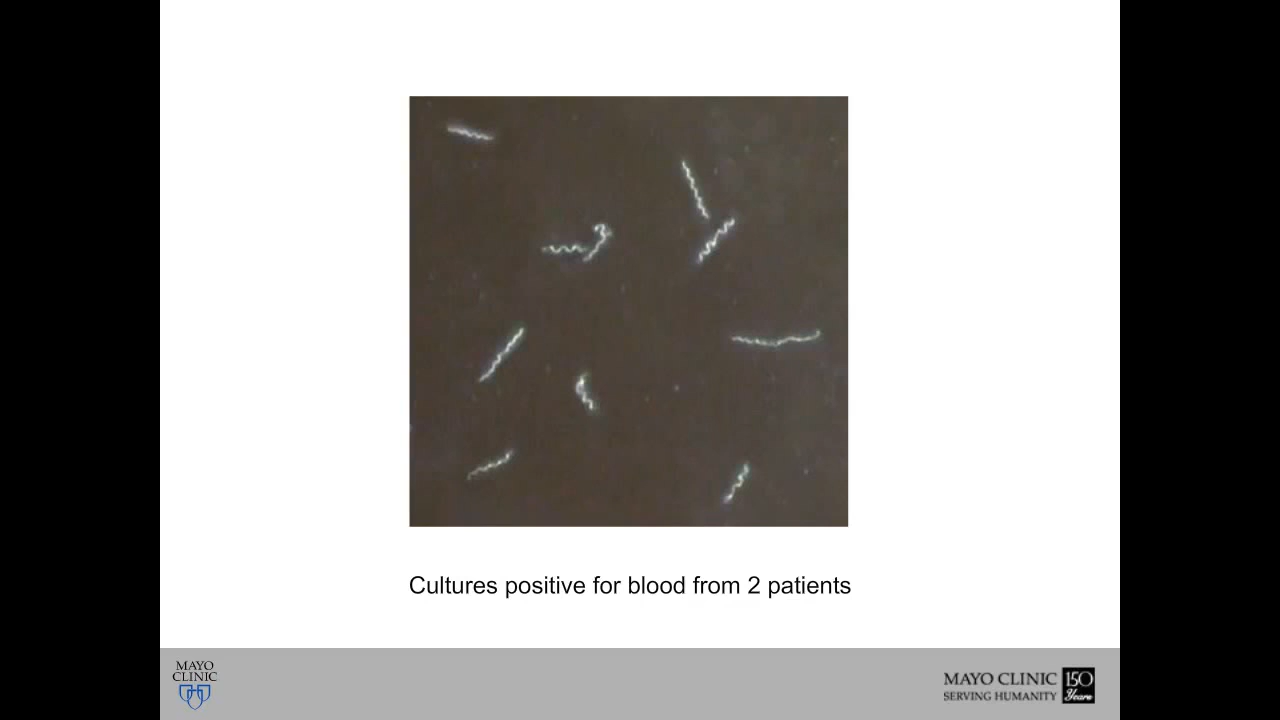 Cultures positive for blood from 2 patients
MAYO
CLINIC
MAYO CLINIC
SERVING HUMANITY
150
Years